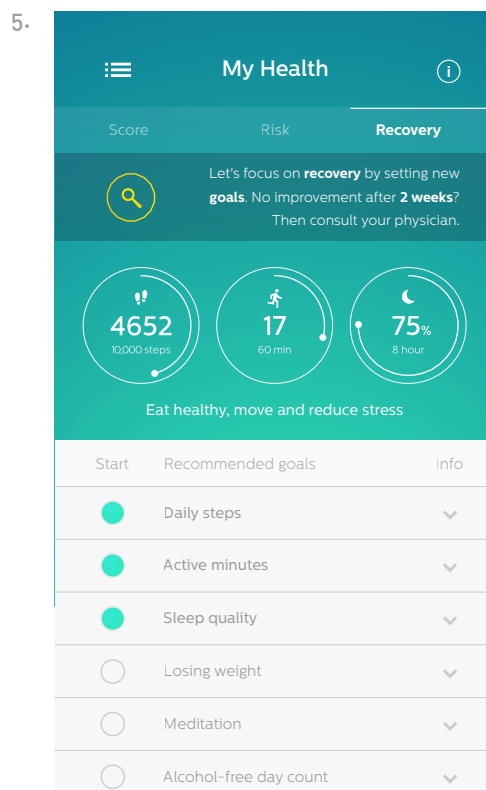 5.
My Health
i
Score Risk Recovery
Let's focus on recovery by setting new
goals. No improvement after 2 weeks?
Then consult your physician.
4652 17 75%
10,000 steps 60 min 8 hour
Eat healthy, move and reduce stress
Start Recommended goals Info
Daily steps
Active minutes
Sleep quality
Losing weight
Meditation
Alcohol-free day count